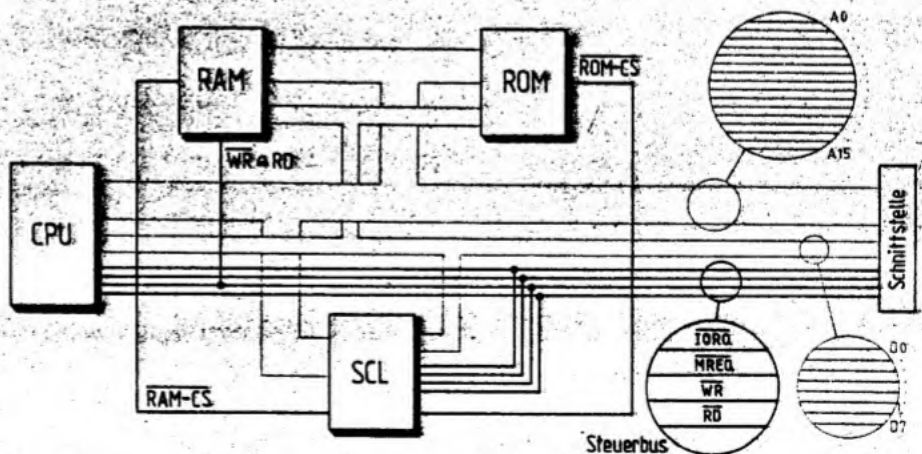 A0
RAM
ROM
ROM-CS
WR RD
A15
CPU
Schnittstelle
SCL
RAM-CS
IORQ
MREQ
WR
RD
D0
D7
Steuerbus